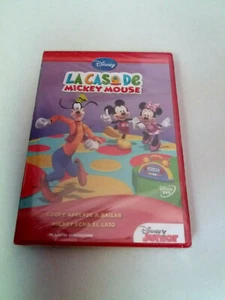 Disney
LA CASA DE
MICKEY MOUSE
GOOFY APRENDE A BAILAR
MICKEY ECHA EL LAZO
Disney
Junior